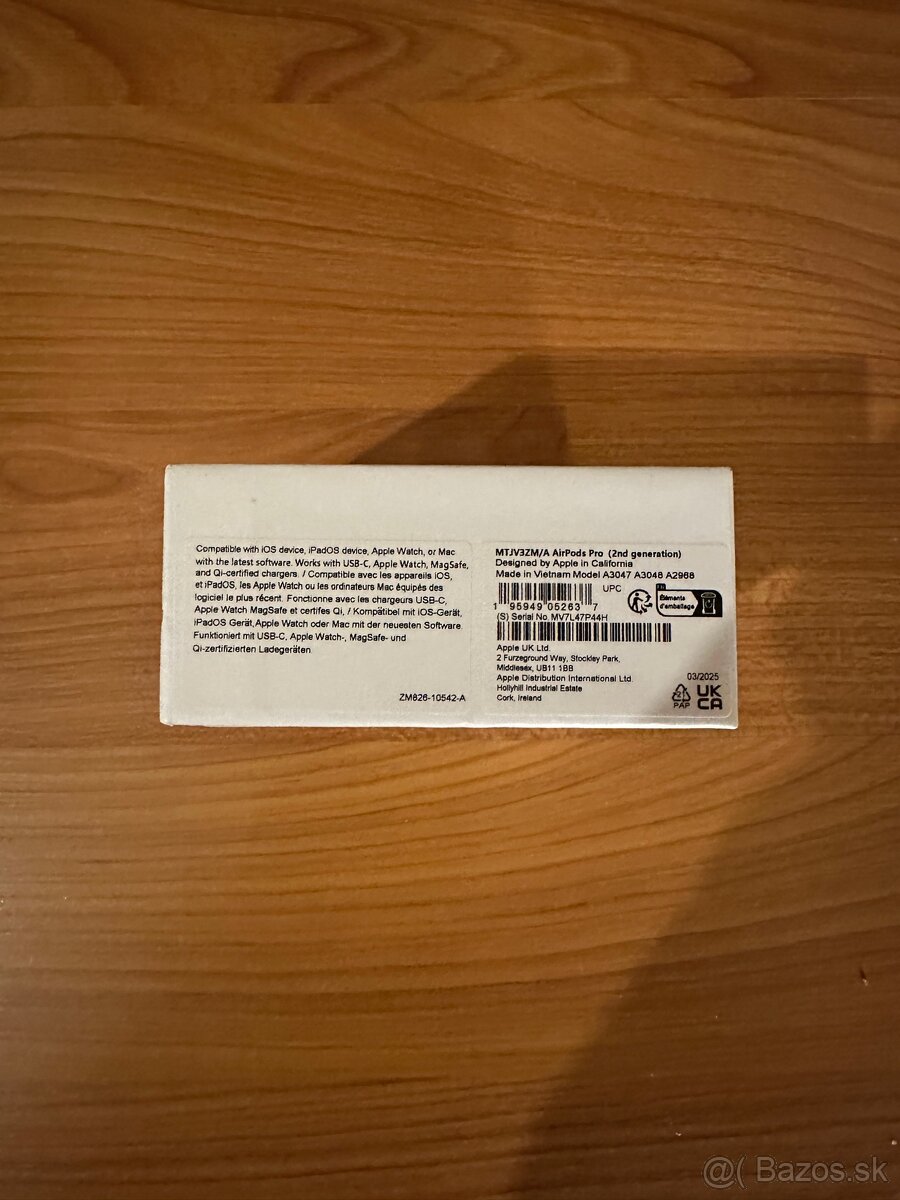 Compatible with iOS device, iPadOS device, Apple Watch, or Mac
with the latest software. Works with USB-C, Apple Watch, MagSafe,
and Qi-certified chargers. / Compatible avec les appareils iOS,
et iPadOS, les Apple Watch ou les ordinateurs Mac équipés des
logiciel le plus récent. Fonctionne avec les chargeurs USB-C,
Apple Watch MagSafe et certifes Qi, / Kompatibel mit iOS-Gerät,
iPadOS Gerät,Apple Watch oder Mac mit der neuesten Software.
Funktioniert mit USB-C, Apple Watch-, MagSafe- und
Qi-zertifizierten Ladegeräten
ZM826-10542-A
MTJV3ZM/A AirPods Pro (2nd generation)
Designed by Apple in California
Made in Vietnam Model A3047 A3048 A2968
UPC
1 95949 05263 7
Éléments
d'emballage
(S) Serial No. MV7L47P44H
Apple UK Ltd.
2 Furzeground Way, Stockley Park,
Middlesex, UB11 1BB
Apple Distribution International Ltd.
Hollyhill Industrial Estate
Cork, Ireland
03/2025
21
PAP
UK
CA
@( Bazos.sk